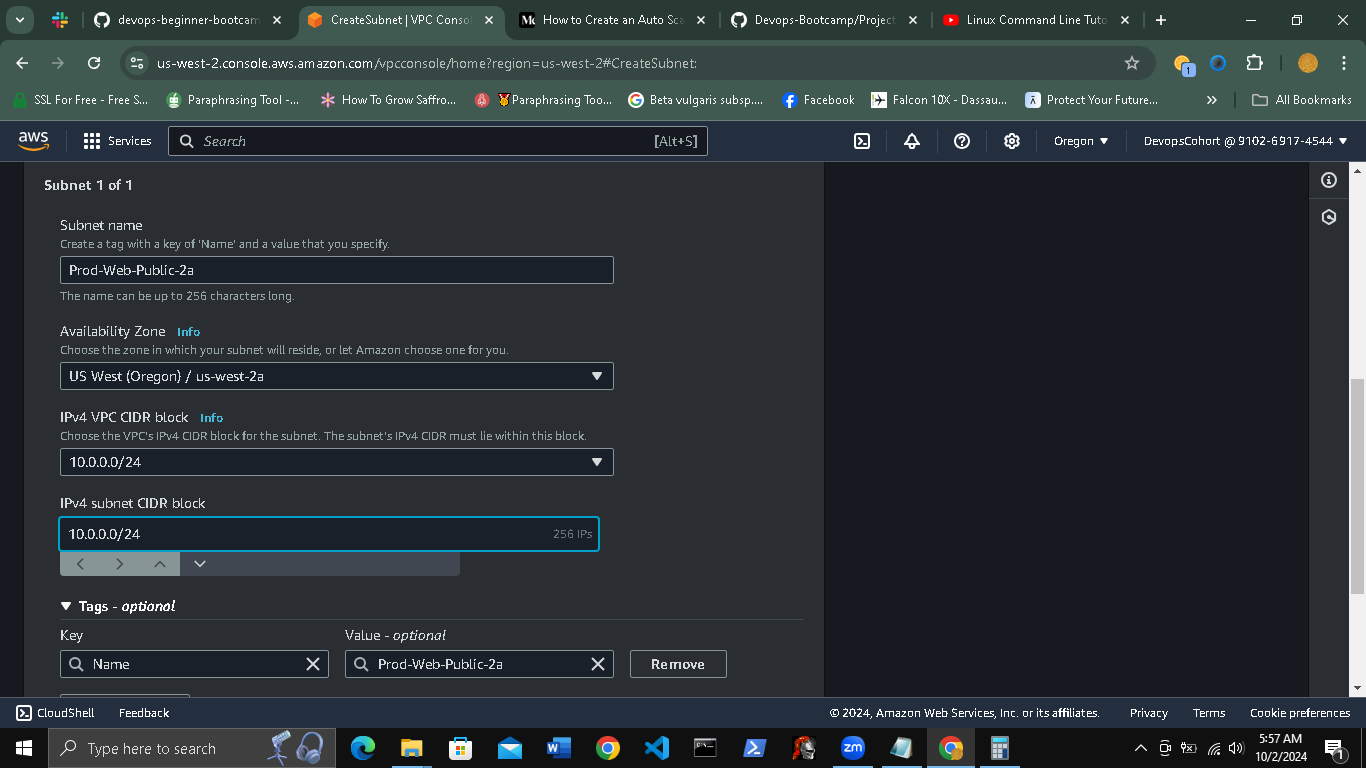 devops-beginner-bootcam
CreateSubnet | VPC Consol
How to Create an Auto Sca
Devops-Bootcamp/Project
Linux Command Line Tuto
us-west-2.console.aws.amazon.com/vpcconsole/home?region=us-west-2#CreateSubnet:
1
SSL For Free - Free S...
Paraphrasing Tool -...
How To Grow Saffro...
Paraphrasing Too...
Beta vulgaris subsp....
Facebook
Falcon 10X - Dassau...
Protect Your Future...
All Bookmarks
aws
Services
Search
[Alt+S]
Oregon
DevopsCohort @ 9102-6917-4544
Subnet 1 of 1
Subnet name
Create a tag with a key of 'Name' and a value that you specify.
Prod-Web-Public-2a
The name can be up to 256 characters long.
Availability Zone Info
Choose the zone in which your subnet will reside, or let Amazon choose one for you.
US West (Oregon) / us-west-2a
IPv4 VPC CIDR block Info
Choose the VPC's IPv4 CIDR block for the subnet. The subnet's IPv4 CIDR must lie within this block.
10.0.0.0/24
IPv4 subnet CIDR block
10.0.0.0/24
256 IPs
Tags - optional
Key
Value - optional
Name
Prod-Web-Public-2a
Remove
CloudShell
Feedback
© 2024, Amazon Web Services, Inc. or its affiliates.
Privacy
Terms
Cookie preferences
Type here to search
zm
5:57 AM
10/2/2024
1